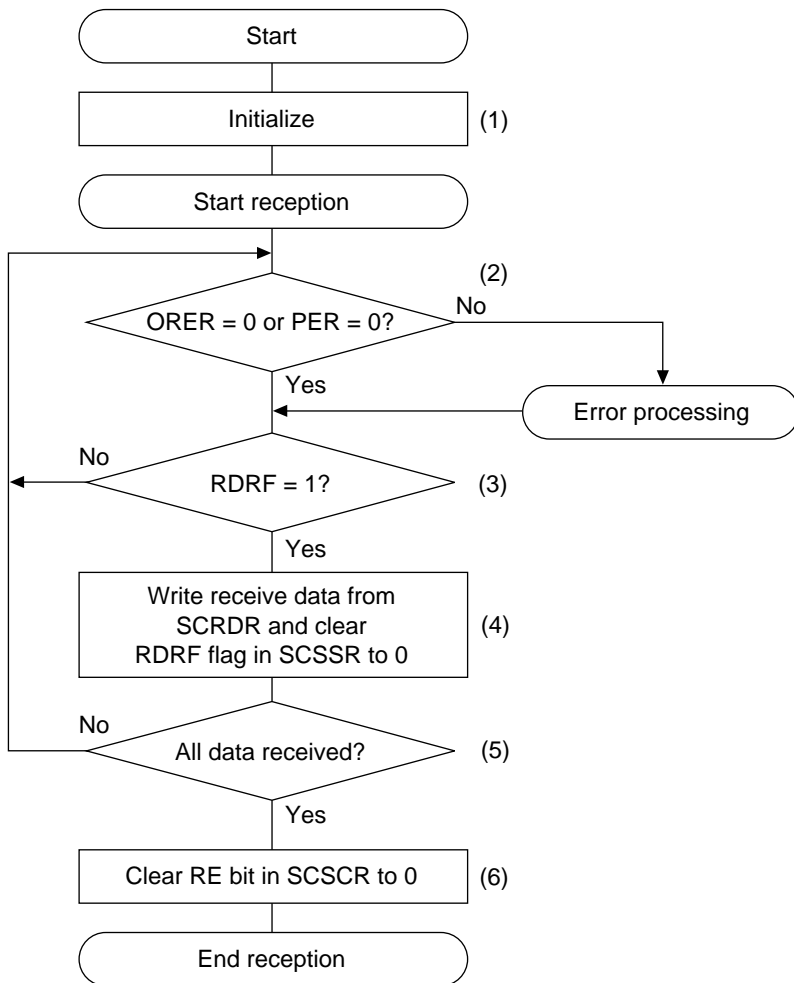 Start
Initialize
(1)
Start reception
(2)
ORER = 0 or PER = 0?
No
Yes
Error processing
No
RDRF = 1?
(3)
Yes
Write receive data from
SCRDR and clear
RDRF flag in SCSSR to 0
(4)
No
All data received?
(5)
Yes
Clear RE bit in SCSCR to 0
(6)
End reception